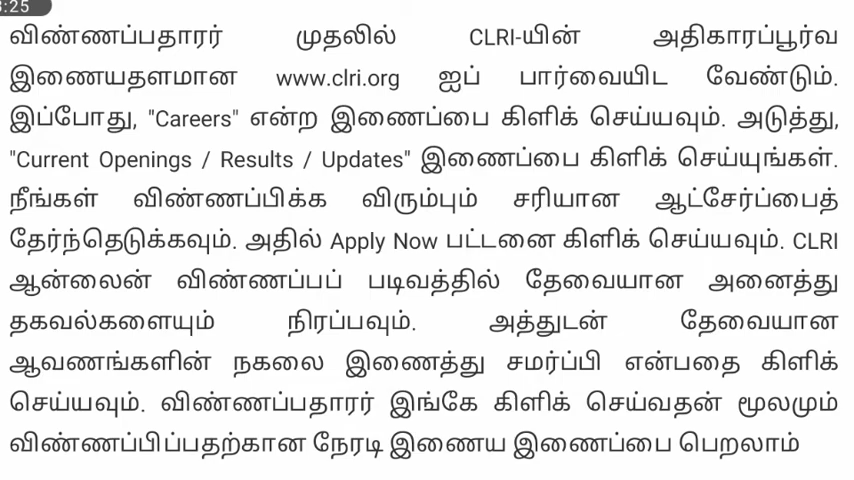 :25
விண்ணப்பதாரர் முதலில் CLRI-யின் அதிகாரப்பூர்வ
இணையதளமான www.clri.org ஐப் பார்வையிட வேண்டும்.
இப்போது, "Careers" என்ற இணைப்பை கிளிக் செய்யவும். அடுத்து,
"Current Openings / Results / Updates" இணைப்பை கிளிக் செய்யுங்கள்.
நீங்கள் விண்ணப்பிக்க விரும்பும் சரியான ஆட்சேர்ப்பைத்
தேர்ந்தெடுக்கவும். அதில் Apply Now பட்டனை கிளிக் செய்யவும். CLRI
ஆன்லைன் விண்ணப்பப் படிவத்தில் தேவையான அனைத்து
தகவல்களையும் நிரப்பவும். அத்துடன் தேவையான
ஆவணங்களின் நகலை இணைத்து சமர்ப்பி என்பதை கிளிக்
செய்யவும். விண்ணப்பதாரர் இங்கே கிளிக் செய்வதன் மூலமும்
விண்ணப்பிப்பதற்கான நேரடி இணைய இணைப்பை பெறலாம்